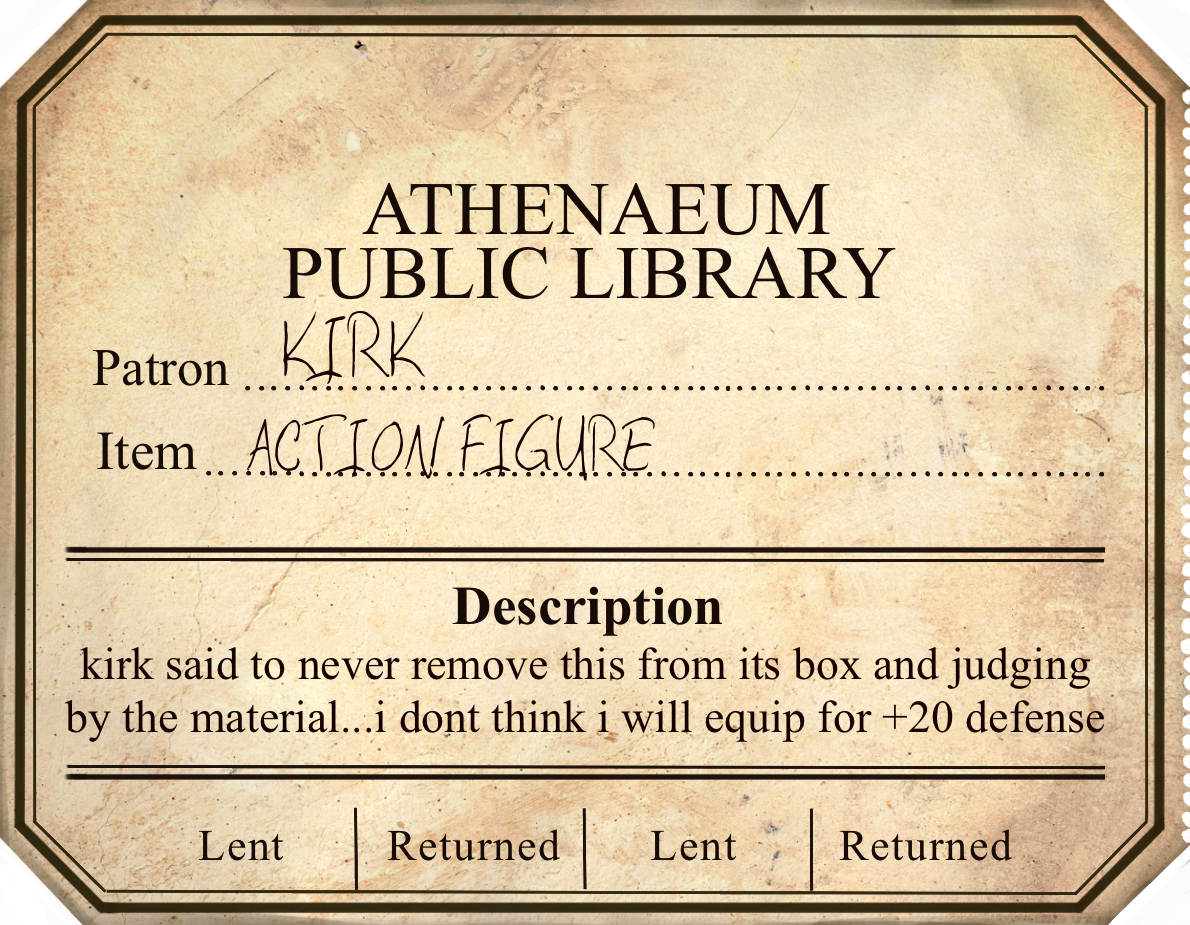 ATHENAEUM
PUBLIC LIBRARY
Patron KIRK
Item ACTION FIGURE
Description
kirk said to never remove this from its box and judging
by the material...i dont think i will equip for +20 defense
Lent Returned Lent Returned